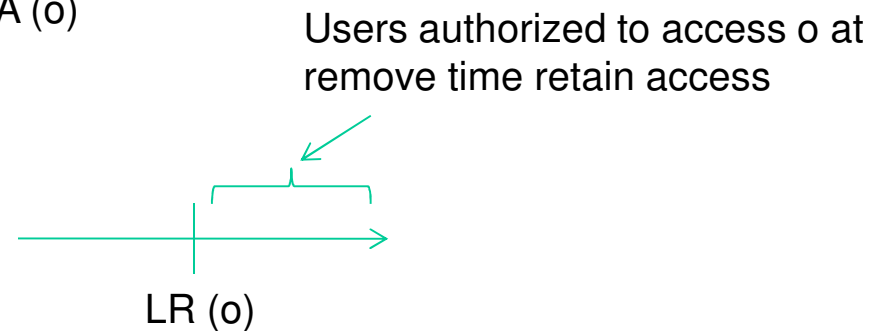 A (o)
Users authorized to access o at
remove time retain access
LR (o)